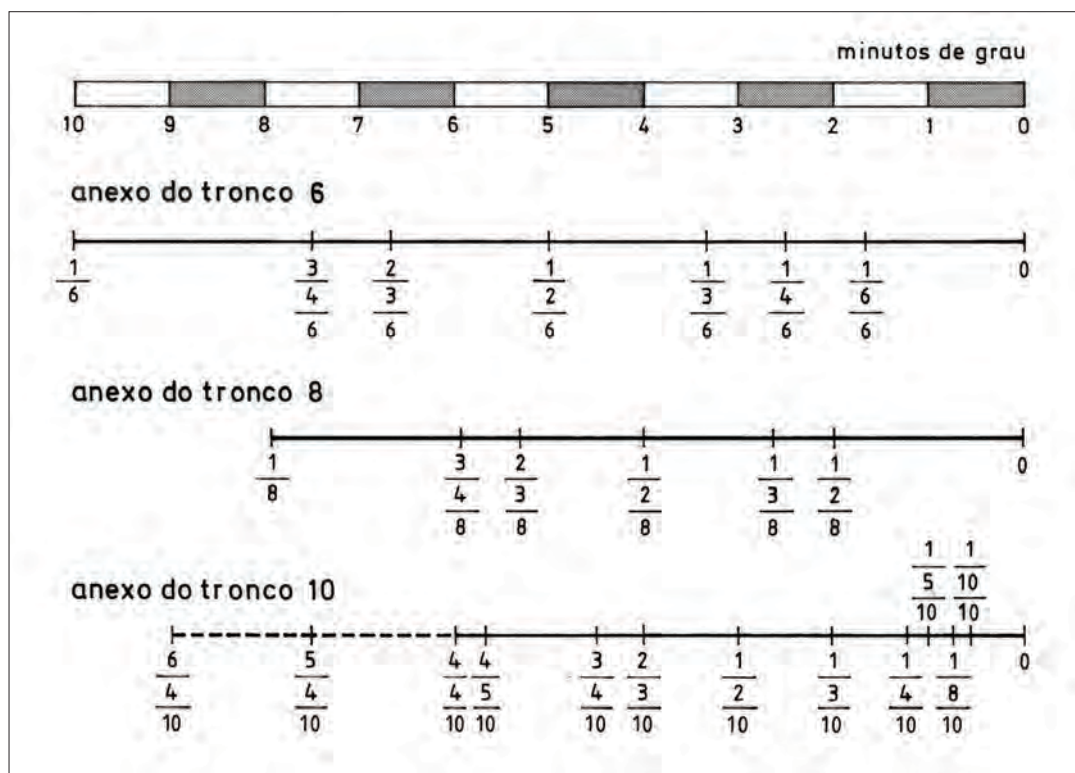 minutos de grau
10 9 8 7 6 5 4 3 2 1 0
anexo do tronco 6
1 3 2 1 1 1 1 0
6 4 3 2 3 4 6
6 6 6 6 6 6
anexo do tronco 8
1 3 2 1 1 1 0
8 4 3 2 3 2
8 8 8 8 8
1 1
5 10
anexo do tronco 10
10 10
6 5 4 4 3 2 1 1 1 1 0
4 4 4 5 4 3 2 3 4 8
10 10 10 10 10 10 10 10 10 10